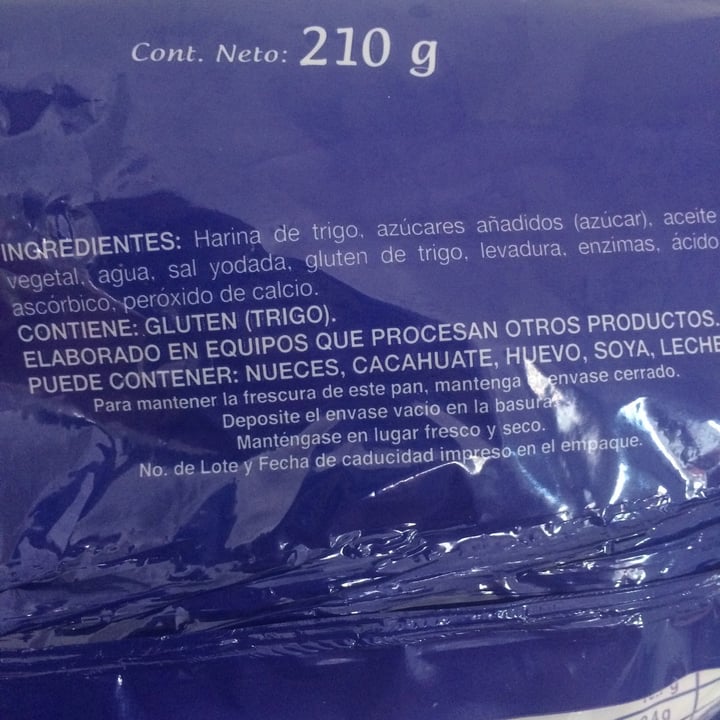 Cont. Neto: 210 g
INGREDIENTES: Harina de trigo, azúcares añadidos (azúcar), aceite
vegetal, agua, sal yodada, gluten de trigo, levadura, enzimas, ácido
ascórbico, peróxido de calcio.
CONTIENE: GLUTEN (TRIGO).
ELABORADO EN EQUIPOS QUE PROCESAN OTROS PRODUCTOS.
PUEDE CONTENER: NUECES, CACAHUATE, HUEVO, SOYA, LECHE
Para mantener la frescura de este pan, mantenga el envase cerrado.
Deposite el envase vacio en la basura.
Manténgase en lugar fresco y seco.
No. de Lote y Fecha de caducidad impreso en el empaque.